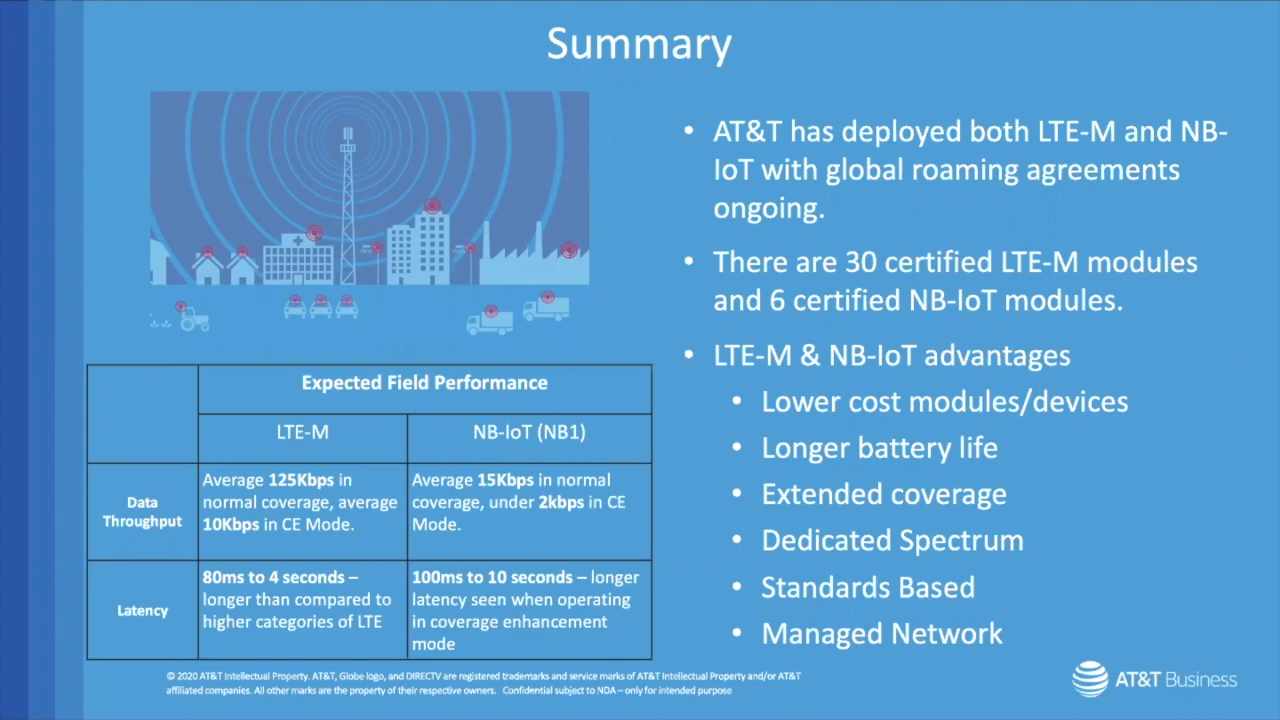 Summary
• AT&T has deployed both LTE-M and NB-
IoT with global roaming agreements
ongoing.
• There are 30 certified LTE-M modules
and 6 certified NB-IoT modules.
• LTE-M & NB-IoT advantages
• Lower cost modules/devices
• Longer battery life
• Extended coverage
• Dedicated Spectrum
• Standards Based
• Managed Network
Expected Field Performance
LTE-M
NB-IoT (NB1)
Data
Throughput
Average 125Kbps in
normal coverage, average
10Kbps in CE Mode.
Average 15Kbps in normal
coverage, under 2kbps in CE
Mode.
Latency
80ms to 4 seconds –
longer than compared to
higher categories of LTE
100ms to 10 seconds – longer
latency seen when operating
in coverage enhancement
mode
© 2020 AT&T Intellectual Property. AT&T, Globe logo, and DIRECTV are registered trademarks and service marks of AT&T Intellectual Property and/or AT&T
affiliated companies. All other marks are the property of their respective owners. Confidential subject to NDA – only for intended purpose
AT&T Business